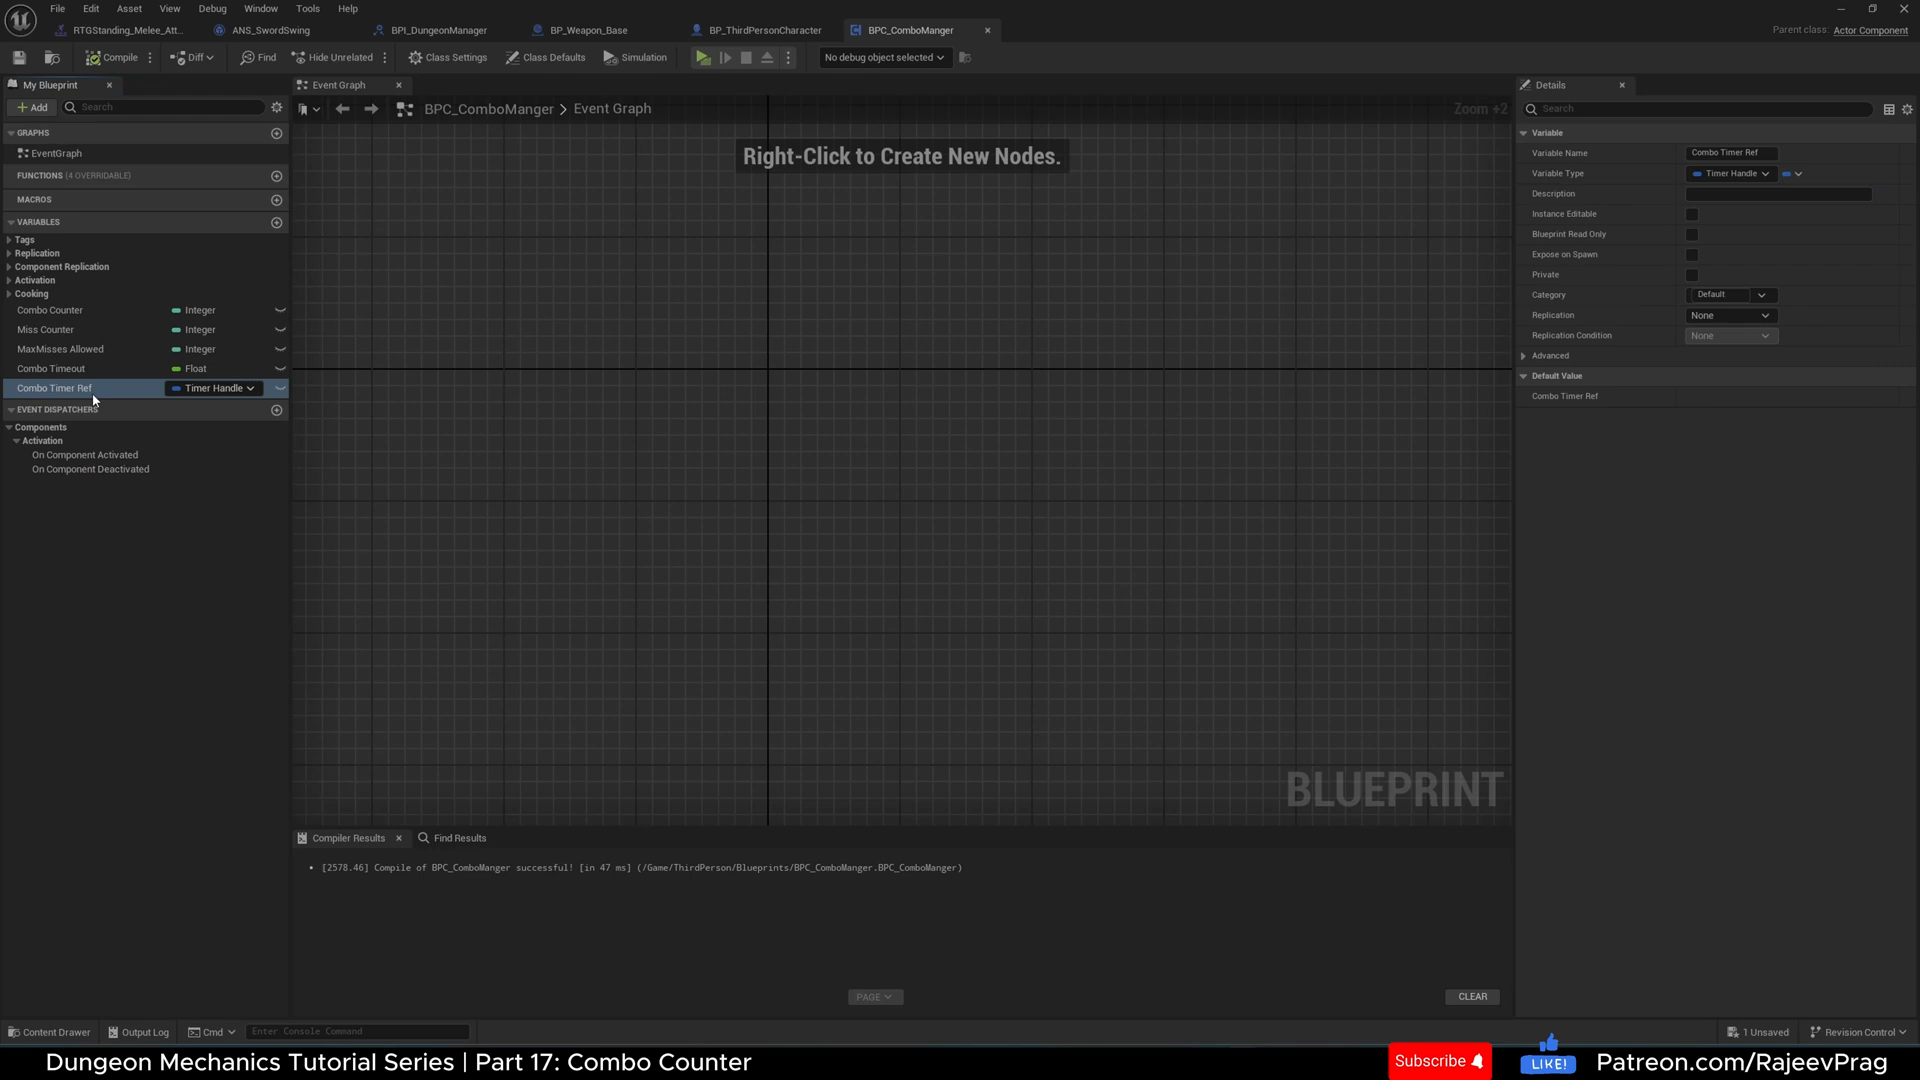 File Edit Asset View Window Debug Tools Help
RTGStanding_Melee_Att... ANS_SwordSwing BPI_DungeonManager BP_Weapon_Base BP_ThirdPersonCharacter BPC_ComboManger
Parent class: Actor Component
Compile Diff Find Hide Unrelated Class Settings Class Defaults Simulation No debug object selected
My Blueprint
Event Graph
Details
Add Search
BPC_ComboManger > Event Graph
Zoom +2
Search
GRAPHS
EventGraph
FUNCTIONS (4 OVERRIDABLE)
MACROS
VARIABLES
Tags
Replication
Component Replication
Activation
Cooking
Combo Counter Integer
Miss Counter Integer
MaxMisses Allowed Integer
Combo Timeout Float
Combo Timer Ref Timer Handle
EVENT DISPATCHERS
Components
Activation
On Component Activated
On Component Deactivated
Right-Click to Create New Nodes.
BLUEPRINT
Variable
Variable Name Combo Timer Ref
Variable Type Timer Handle
Description
Instance Editable
Blueprint Read Only
Expose on Spawn
Private
Category Default
Replication None
Replication Condition None
Advanced
Default Value
Combo Timer Ref
Compiler Results Find Results
[2578.46] Compile of BPC_ComboManger successful! [in 47 ms] (/Game/ThirdPerson/Blueprints/BPC_ComboManger.BPC_ComboManger)
PAGE
CLEAR
Content Drawer Output Log Cmd Enter Console Command
1 Unsaved Revision Control
Dungeon Mechanics Tutorial Series | Part 17: Combo Counter
Subscribe
LIKE!
Patreon.com/RajeevPrag